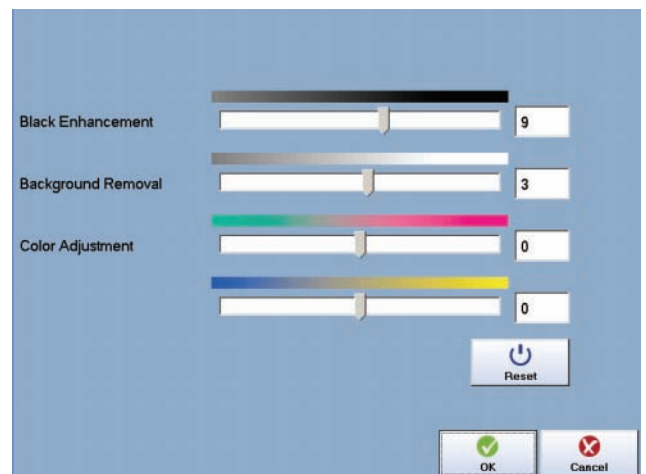 Black Enhancement 9
Background Removal 3
Color Adjustment 0
0
Reset
OK Cancel